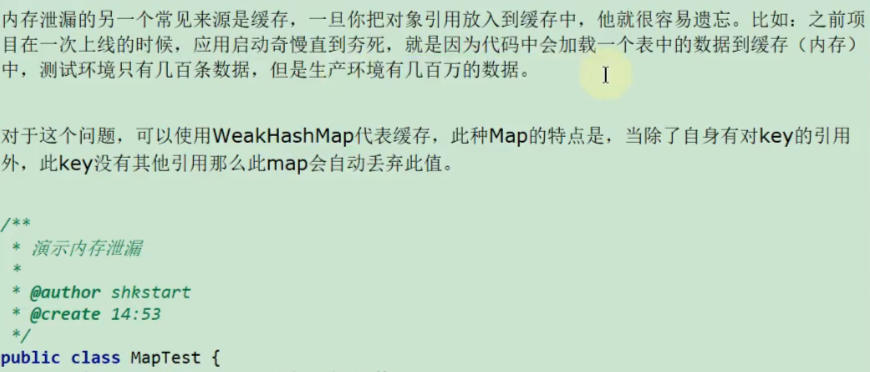 内存泄漏的另一个常见来源是缓存，一旦你把对象引用放入到缓存中，他就很容易遗忘。比如：之前项
目在一次上线的时候，应用启动奇慢直到夯死，就是因为代码中会加载一个表中的数据到缓存（内存）
中，测试环境只有几百条数据，但是生产环境有几百万的数据。
对于这个问题，可以使用WeakHashMap代表缓存，此种Map的特点是，当除了自身有对key的引用
外，此key没有其他引用那么此map会自动丢弃此值。
/**
 * 演示内存泄漏
 *
 * @author shkstart
 * @create 14:53
 */
public class MapTest {